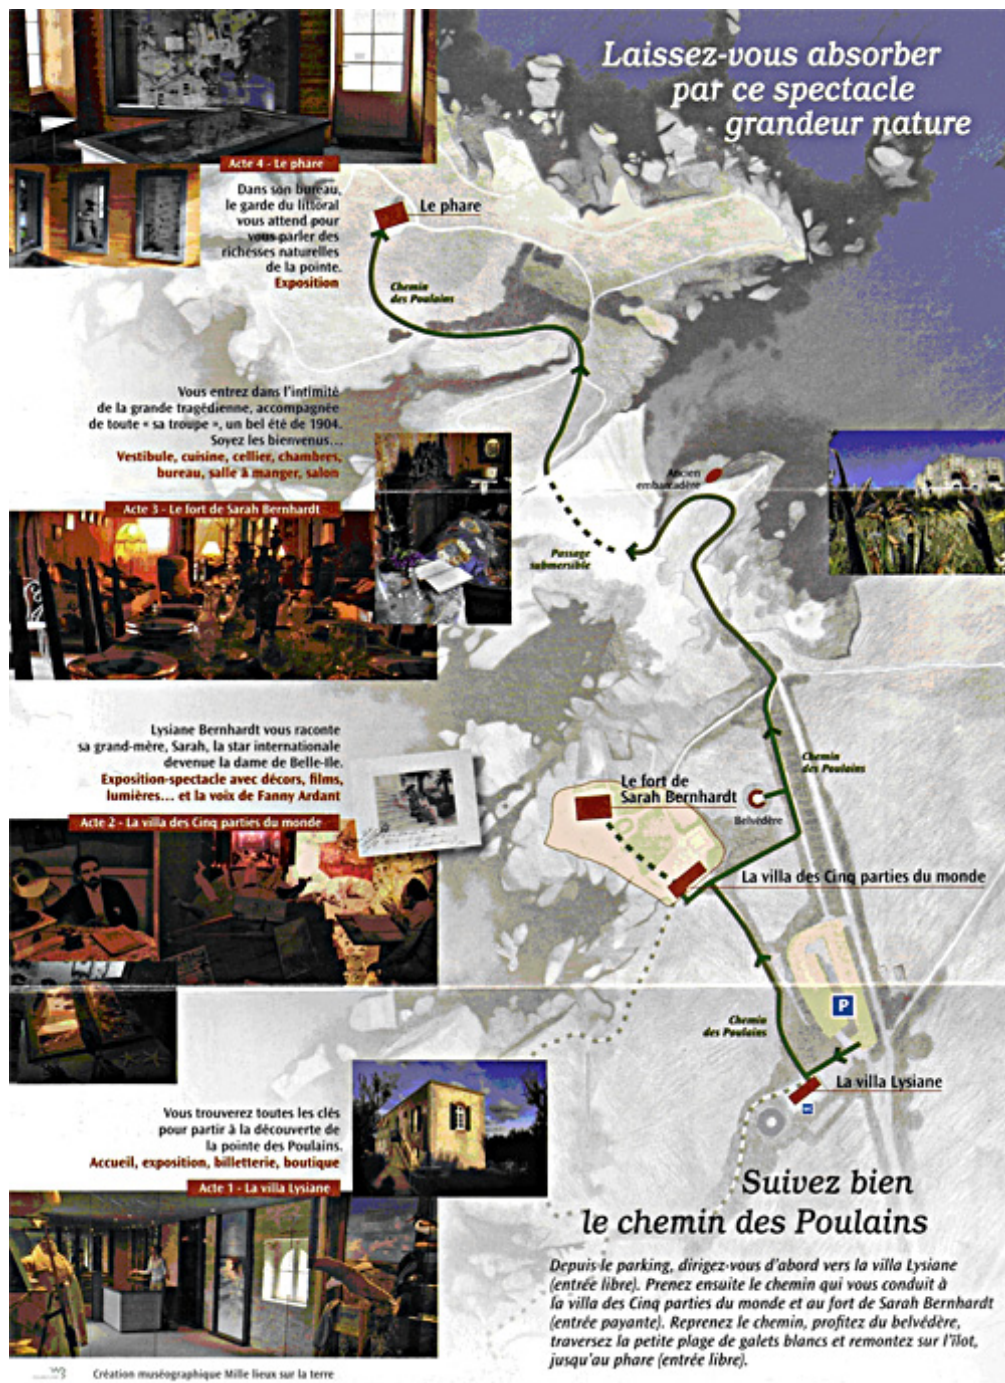 Laissez-vous absorber
par ce spectacle
grandeur nature
Acte 4 - Le phare
Dans son bureau,
le garde du littoral
vous attend pour
vous parler des
richesses naturelles
de la pointe.
Exposition
Le phare
Chemin
des Poulains
Vous entrez dans l'intimité
de la grande tragédienne, accompagnée
de toute « sa troupe », un bel été de 1904.
Soyez les bienvenus...
Vestibule, cuisine, cellier, chambres,
bureau, salle à manger, salon
Acte 3 - Le fort de Sarah Bernhardt
Ancien
embarcadère
Passage
submersible
Lysiane Bernhardt vous raconte
sa grand-mère, Sarah, la star internationale
devenue la dame de Belle-Ile.
Exposition-spectacle avec décors, films,
lumières... et la voix de Fanny Ardant
Acte 2 - La villa des Cinq parties du monde
Chemin
des Poulains
Le fort de
Sarah Bernhardt
Belvédère
La villa des Cinq parties du monde
P
Chemin
des Poulains
La villa Lysiane
Vous trouverez toutes les clés
pour partir à la découverte de
la pointe des Poulains.
Accueil, exposition, billetterie, boutique
Acte 1 - La villa Lysiane
Suivez bien
le chemin des Poulains
Depuis le parking, dirigez-vous d'abord vers la villa Lysiane
(entrée libre). Prenez ensuite le chemin qui vous conduit à
la villa des Cinq parties du monde et au fort de Sarah Bernhardt
(entrée payante). Reprenez le chemin, profitez du belvédère,
traversez la petite plage de galets blancs et remontez sur l'îlot,
jusqu'au phare (entrée libre).
Création muséographique Mille lieux sur la terre